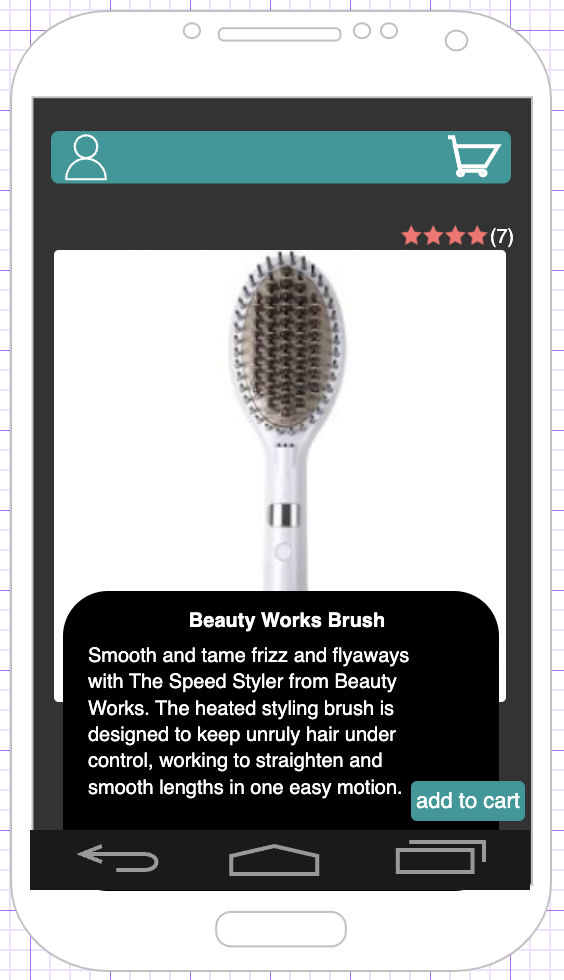 (7)
Beauty Works Brush
Smooth and tame frizz and flyaways
with The Speed Styler from Beauty
Works. The heated styling brush is
designed to keep unruly hair under
control, working to straighten and
smooth lengths in one easy motion.
add to cart